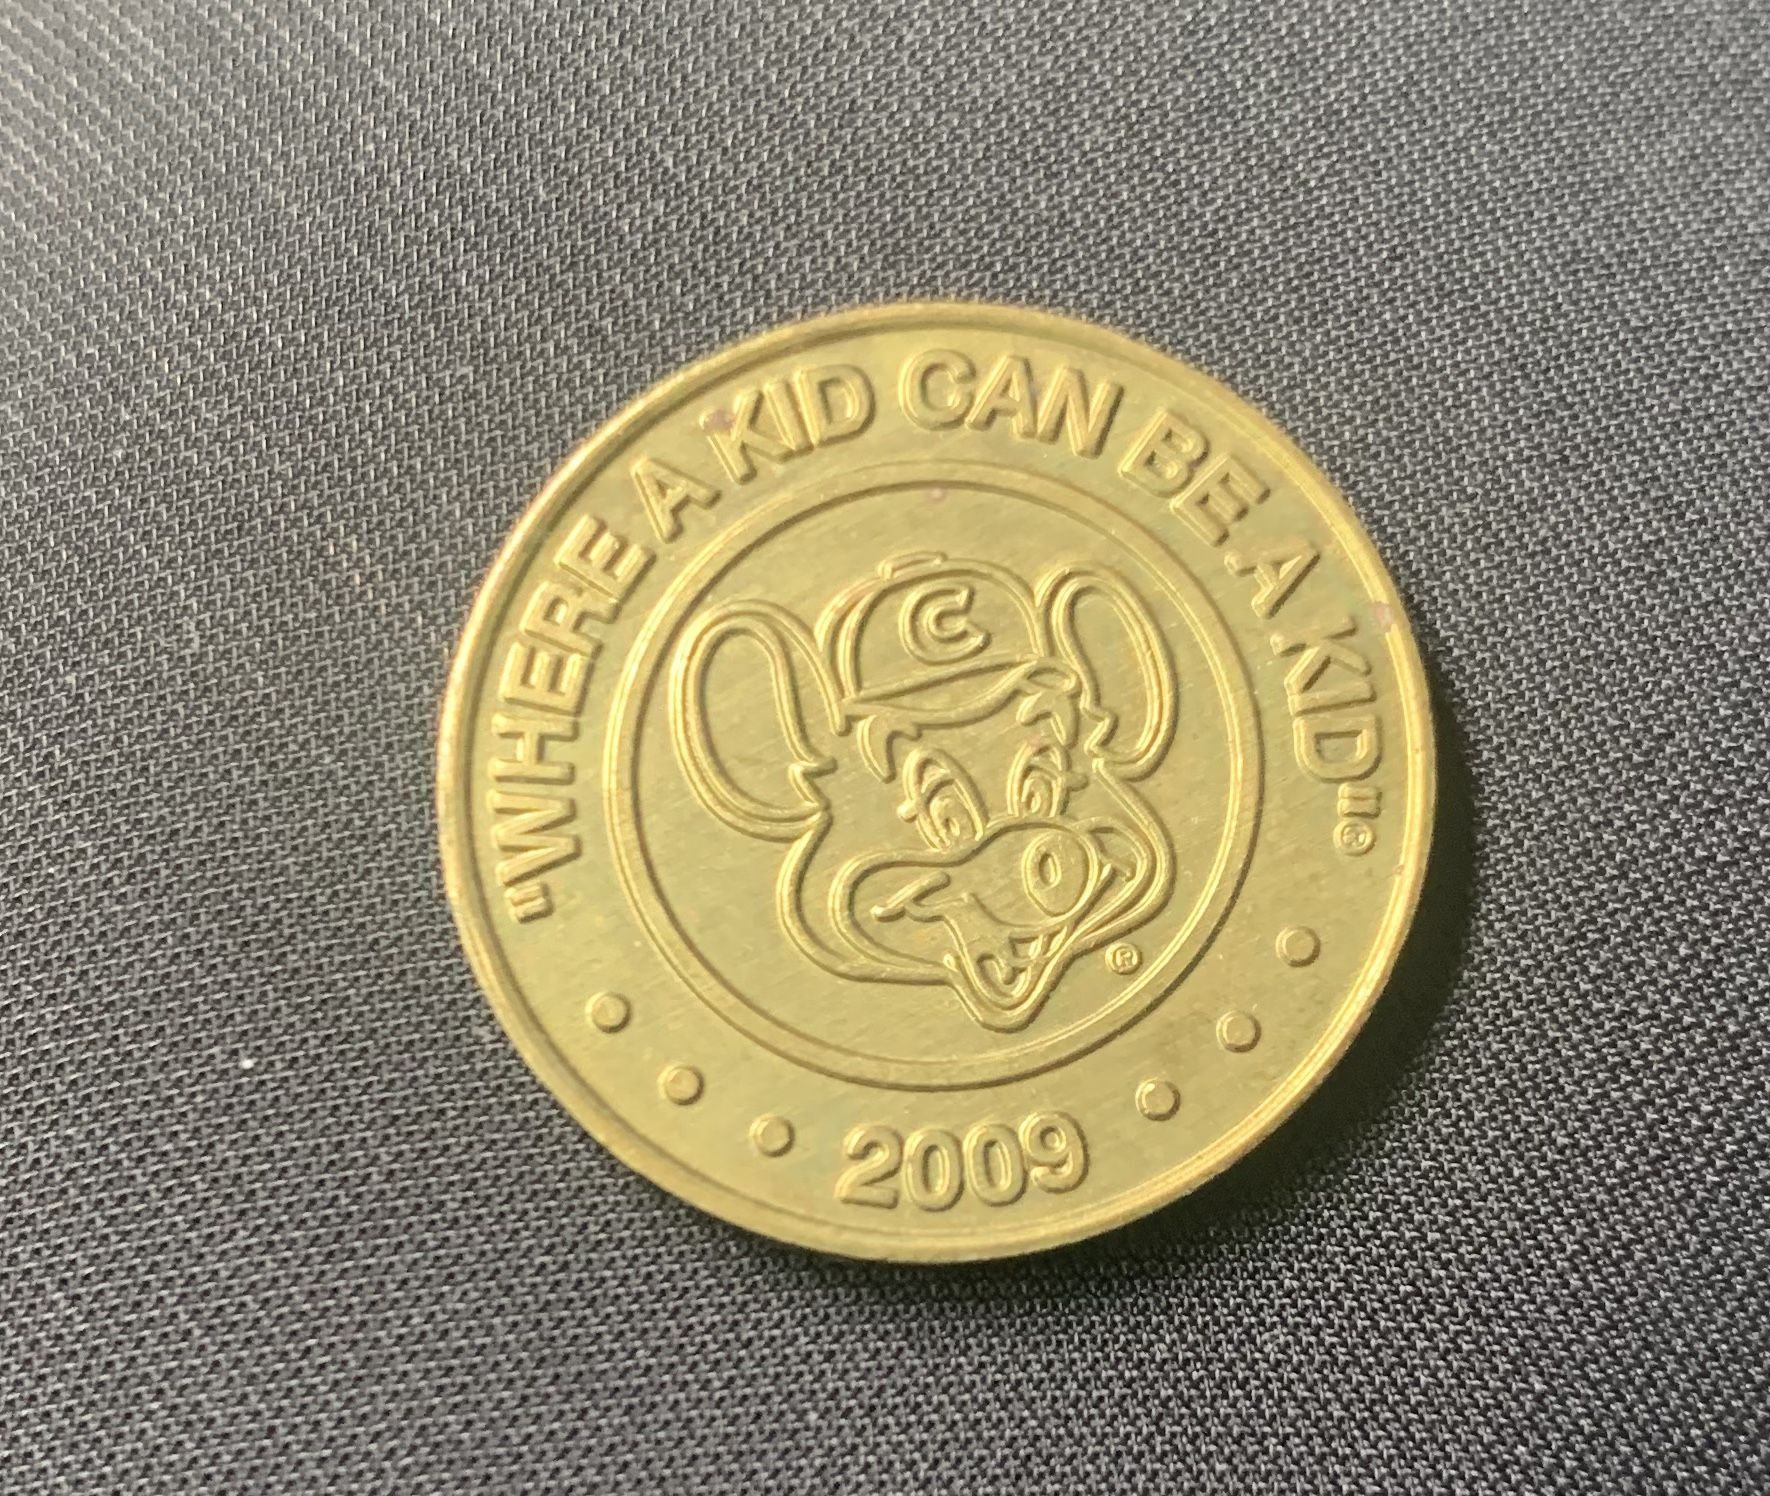 "WHERE A KID CAN BE A KID"®
C
®
2009